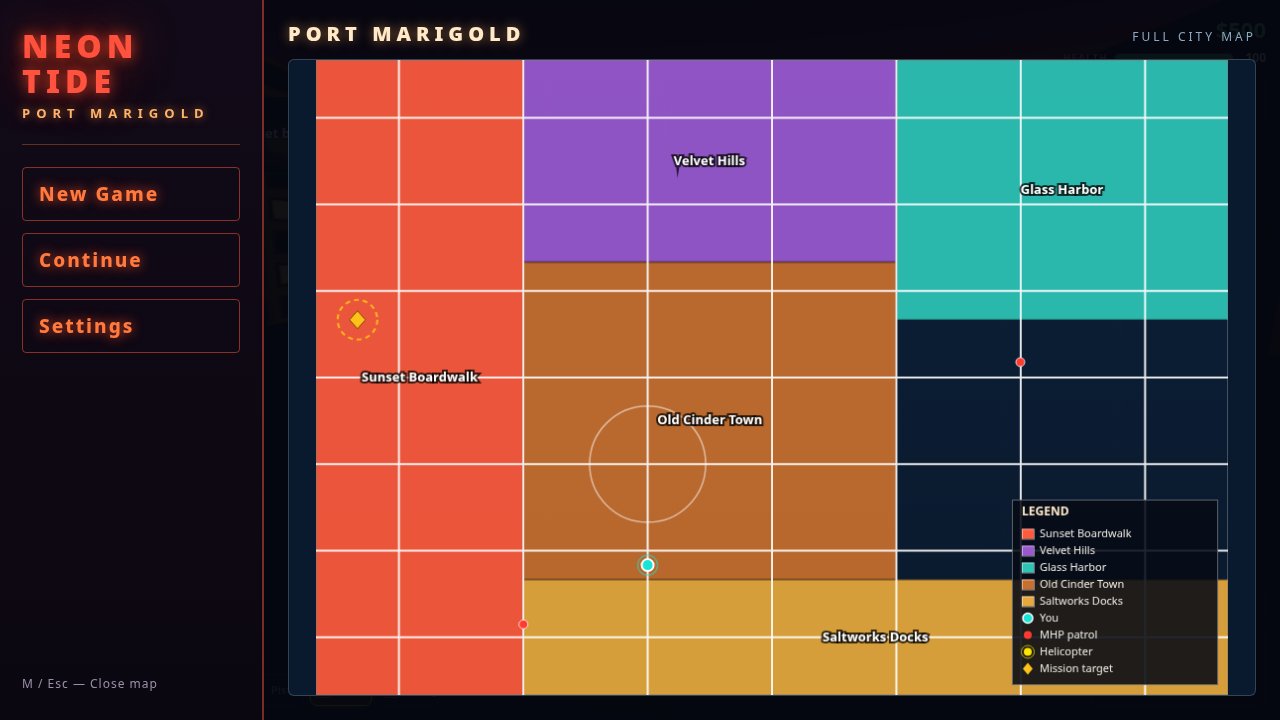 NEON
TIDE
PORT MARIGOLD
New Game
Continue
Settings
M / Esc — Close map
PORT MARIGOLD
FULL CITY MAP
$500
100
Velvet Hills
Glass Harbor
Sunset Boardwalk
Old Cinder Town
Saltworks Docks
LEGEND
Sunset Boardwalk
Velvet Hills
Glass Harbor
Old Cinder Town
Saltworks Docks
You
MHP patrol
Helicopter
Mission target